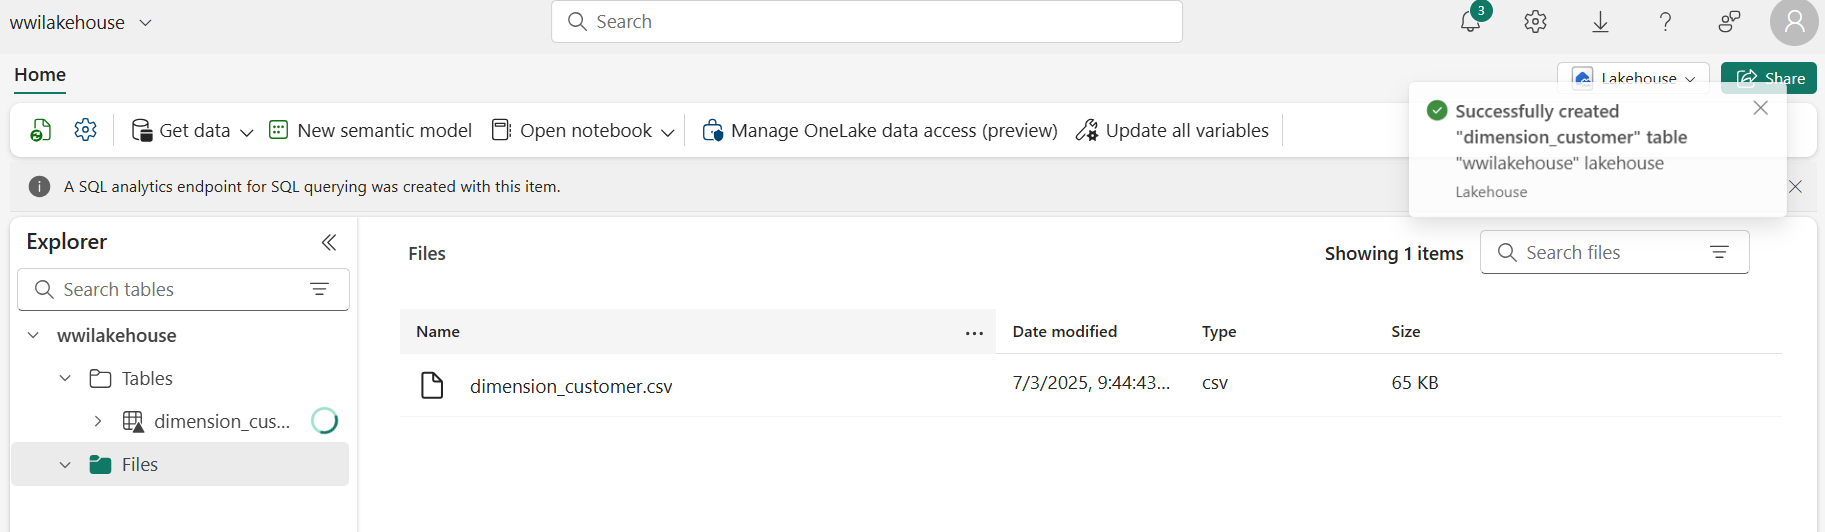 wwilakehouse
Search
3
Home
Lakehouse
Share
Get data
New semantic model
Open notebook
Manage OneLake data access (preview)
Update all variables
Successfully created
"dimension_customer" table
"wwilakehouse" lakehouse
Lakehouse
A SQL analytics endpoint for SQL querying was created with this item.
Explorer
Search tables
wwilakehouse
Tables
dimension_cus...
Files
Files
Showing 1 items
Search files
Name
...
Date modified
Type
Size
dimension_customer.csv
7/3/2025, 9:44:43...
csv
65 KB